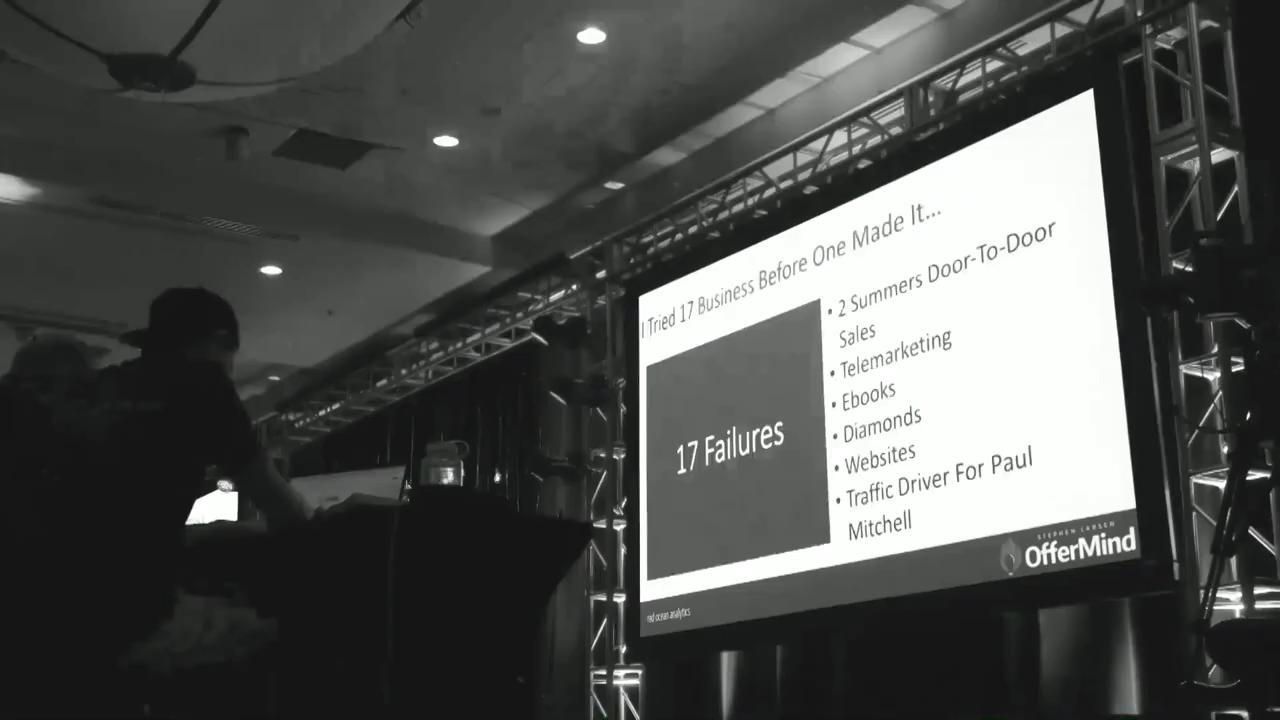 I Tried 17 Business Before One Made It...
17 Failures
• 2 Summers Door-To-Door
Sales
• Telemarketing
• Ebooks
• Diamonds
• Websites
• Traffic Driver For Paul
Mitchell
STEPHEN LARSEN
OfferMind
red ocean analytics